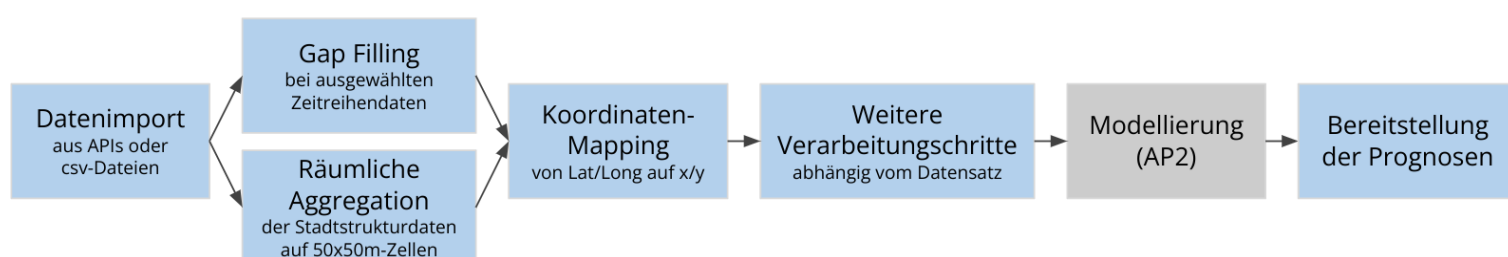 Datenimport
aus APIs oder
csv-Dateien
Gap Filling
bei ausgewählten
Zeitreihendaten
Räumliche
Aggregation
der Stadtstrukturdaten
auf 50x50m-Zellen
Koordinaten-
Mapping
von Lat/Long auf x/y
Weitere
Verarbeitungschritte
abhängig vom Datensatz
Modellierung
(AP2)
Bereitstellung
der Prognosen